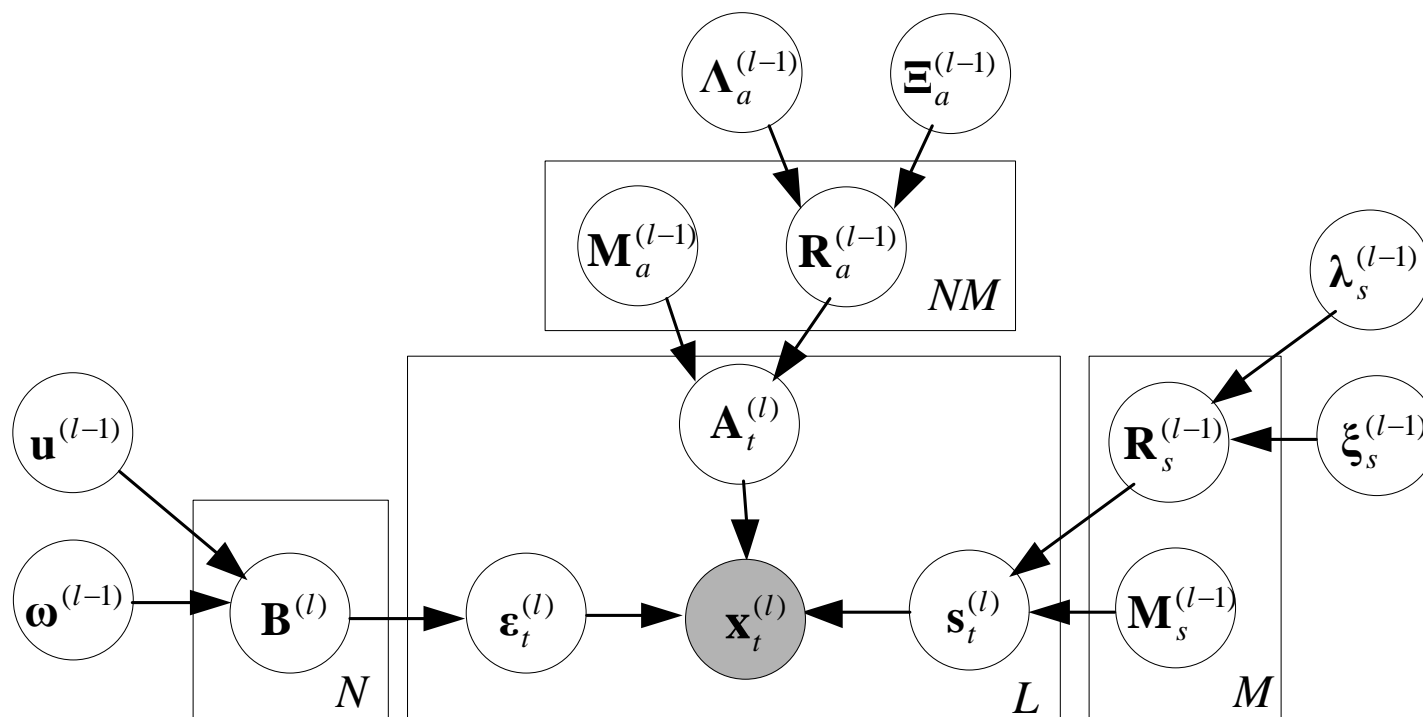 Λ_a^{(l−1)} Ξ_a^{(l−1)}
M_a^{(l−1)} R_a^{(l−1)}
NM
λ_s^{(l−1)}
A_t^{(l)}
u^{(l−1)} R_s^{(l−1)} ξ_s^{(l−1)}
ω^{(l−1)} B^{(l)} ε_t^{(l)} x_t^{(l)} s_t^{(l)} M_s^{(l−1)}
N L M